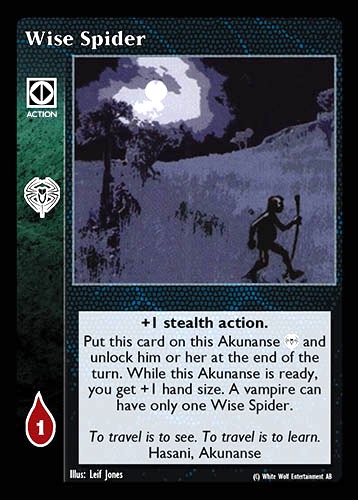 Wise Spider
ACTION
+1 stealth action.
Put this card on this Akunanse and
unlock him or her at the end of the
turn. While this Akunanse is ready,
you get +1 hand size. A vampire can
have only one Wise Spider.
To travel is to see. To travel is to learn.
Hasani, Akunanse
1
Illus: Leif Jones
(C) White Wolf Entertainment AB